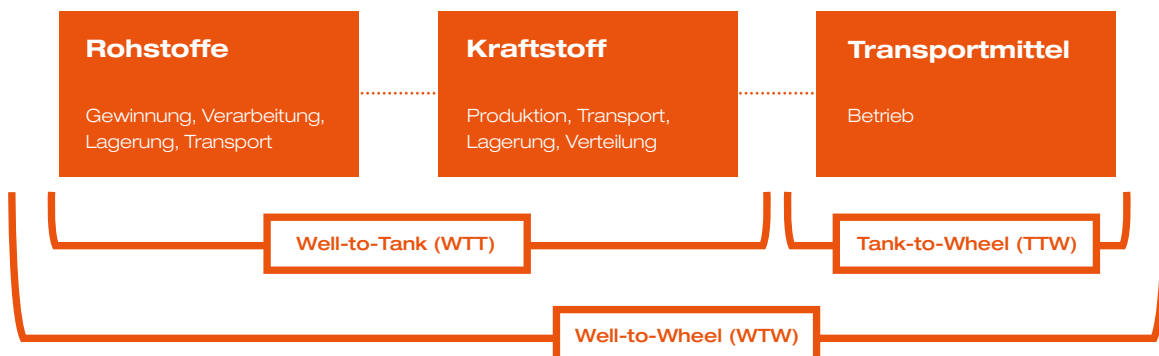 Rohstoffe
Gewinnung, Verarbeitung,
Lagerung, Transport
Kraftstoff
Produktion, Transport,
Lagerung, Verteilung
Transportmittel
Betrieb
Well-to-Tank (WTT)
Tank-to-Wheel (TTW)
Well-to-Wheel (WTW)